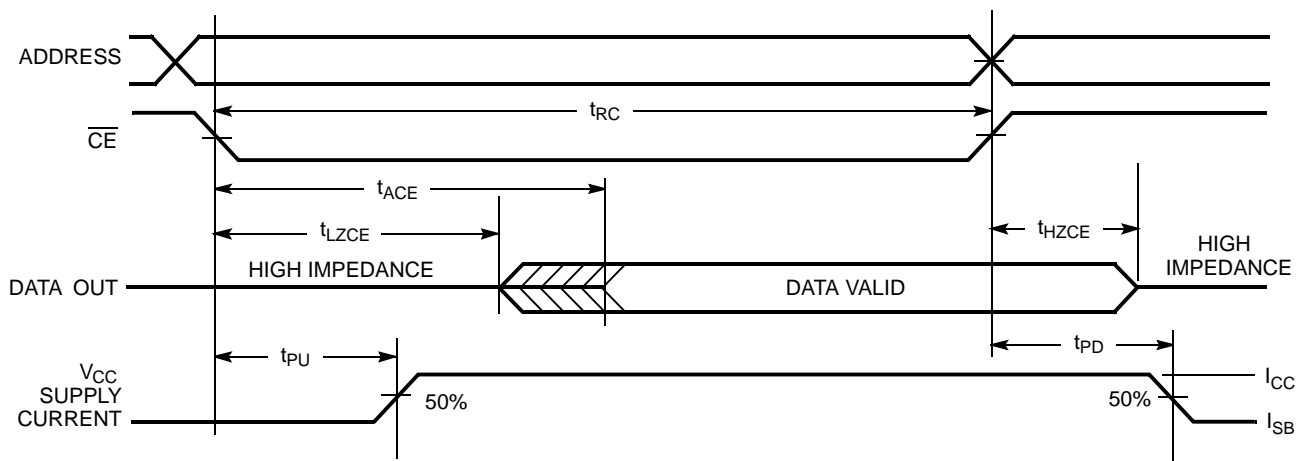 ADDRESS
tRC
CE
tACE
tLZCE
tHZCE
HIGH IMPEDANCE
HIGH
IMPEDANCE
DATA OUT
DATA VALID
tPU
tPD
VCC
SUPPLY
CURRENT
50%
50%
ICC
ISB